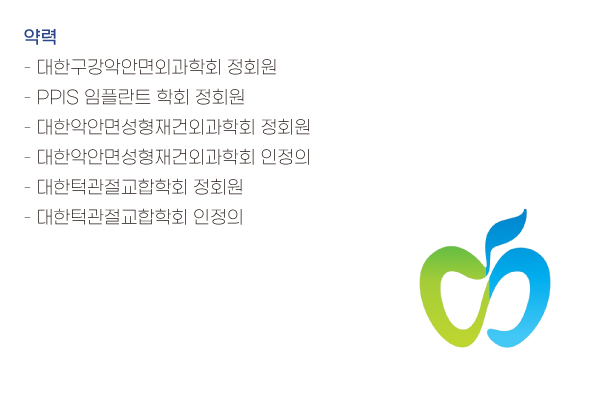 약력
- 대한구강악안면외과학회 정회원
- PPIS 임플란트 학회 정회원
- 대한악안면성형재건외과학회 정회원
- 대한악안면성형재건외과학회 인정의
- 대한턱관절교합학회 정회원
- 대한턱관절교합학회 인정의